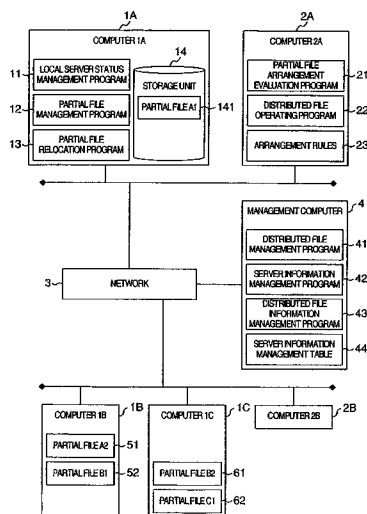 1A
COMPUTER 1A
11
LOCAL SERVER STATUS
MANAGEMENT PROGRAM
12
PARTIAL FILE
MANAGEMENT PROGRAM
13
PARTIAL FILE
RELOCATION PROGRAM
14
STORAGE UNIT
PARTIAL FILE A1
141
2A
COMPUTER 2A
PARTIAL FILE
ARRANGEMENT
EVALUATION PROGRAM
21
DISTRIBUTED FILE
OPERATING PROGRAM
22
ARRANGEMENT RULES
23
3
NETWORK
4
MANAGEMENT COMPUTER
DISTRIBUTED FILE
MANAGEMENT PROGRAM
41
SERVER INFORMATION
MANAGEMENT PROGRAM
42
DISTRIBUTED FILE
INFORMATION
MANAGEMENT PROGRAM
43
SERVER INFORMATION
MANAGEMENT TABLE
44
1B
COMPUTER 1B
PARTIAL FILE A2
51
PARTIAL FILE B1
52
1C
COMPUTER 1C
PARTIAL FILE B2
61
PARTIAL FILE C1
62
COMPUTER 2B
2B